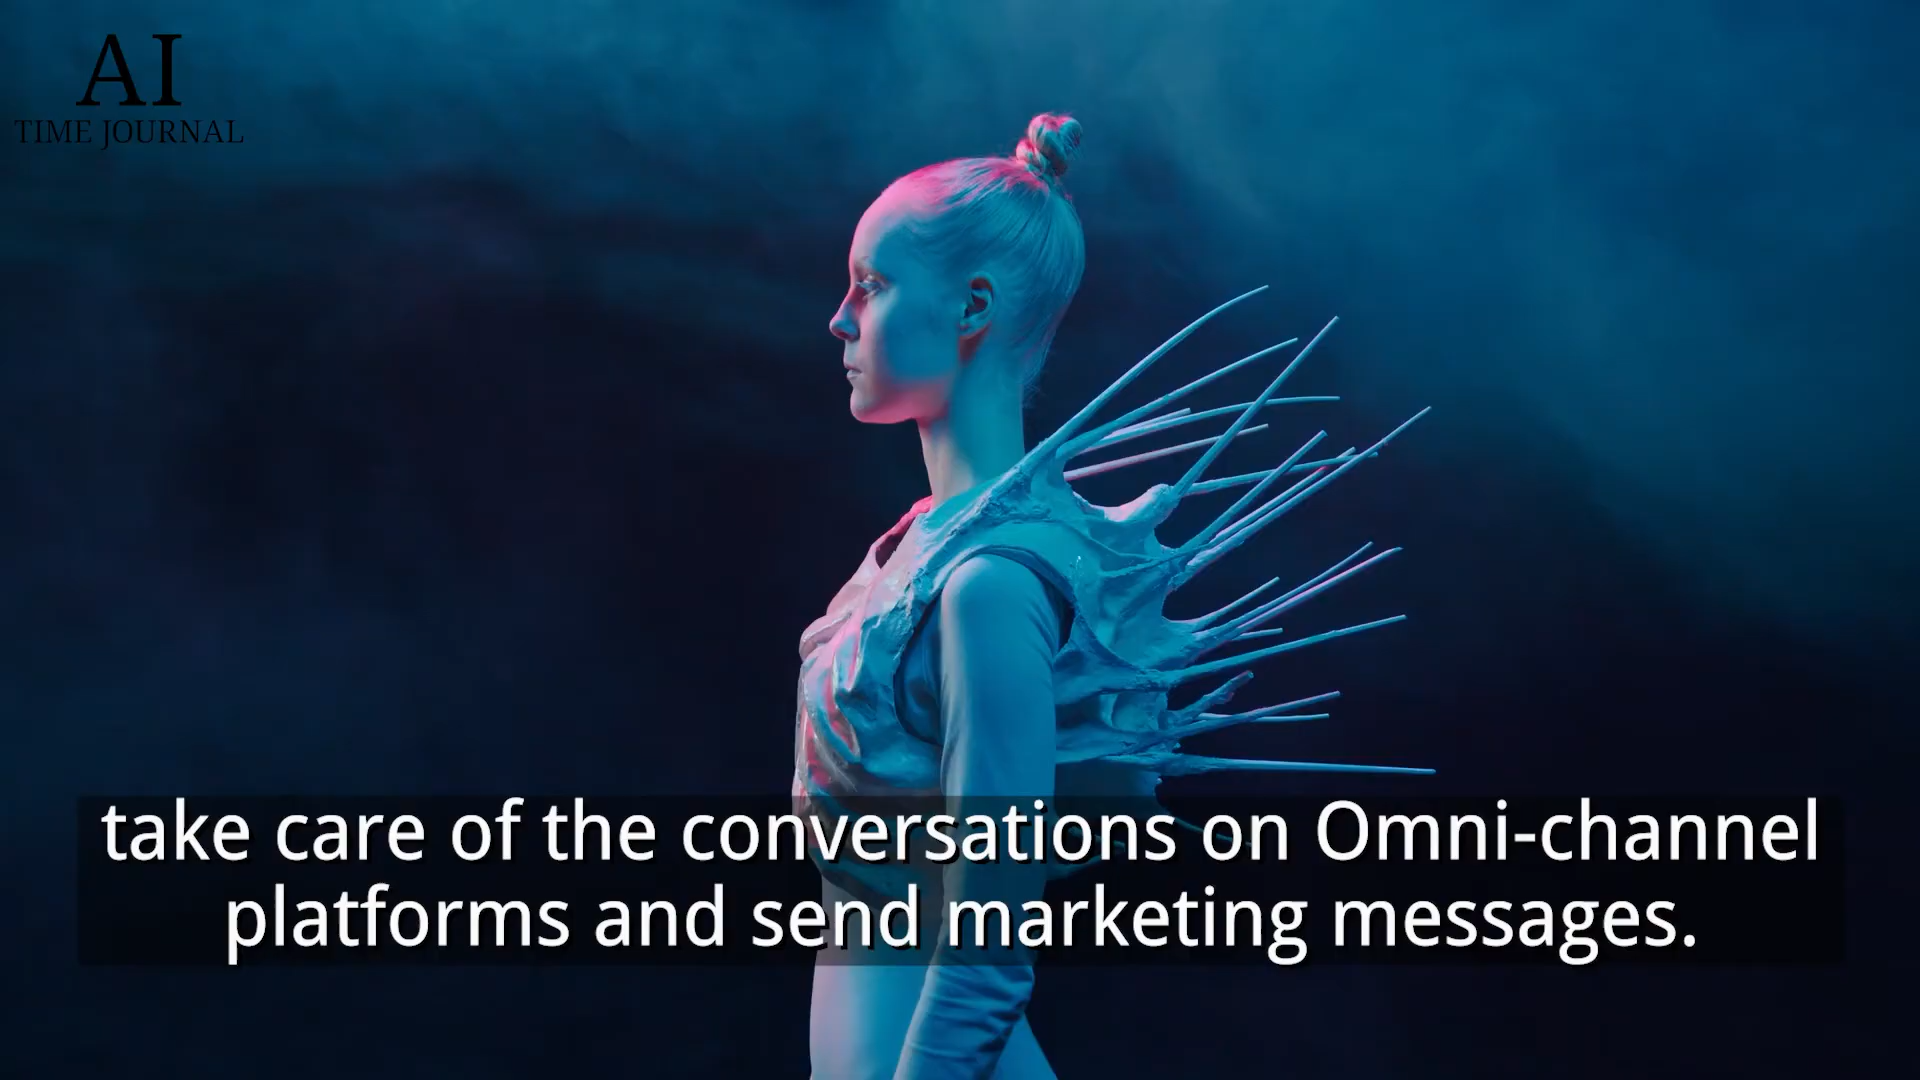 AI
TIME JOURNAL
take care of the conversations on Omni-channel
platforms and send marketing messages.